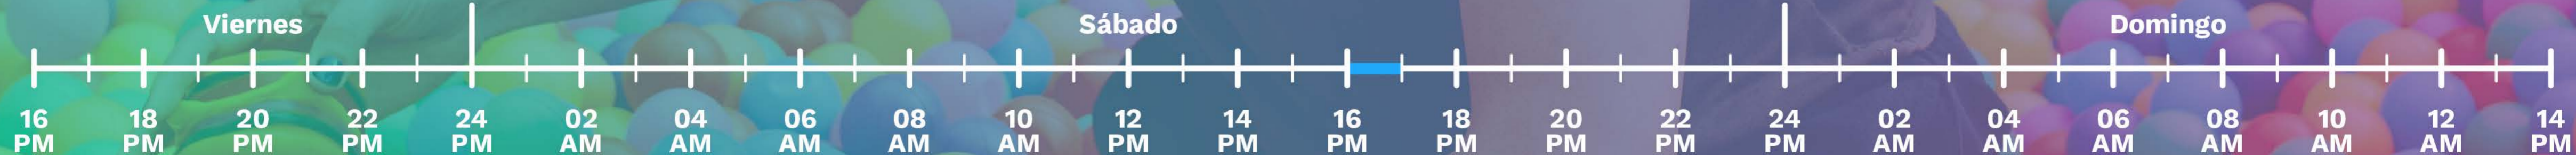 Viernes Sábado Domingo
16 18 20 22 24 02 04 06 08 10 12 14 16 18 20 22 24 02 04 06 08 10 12 14
PM PM PM PM PM AM AM AM AM AM PM PM PM PM PM PM PM AM AM AM AM AM AM PM